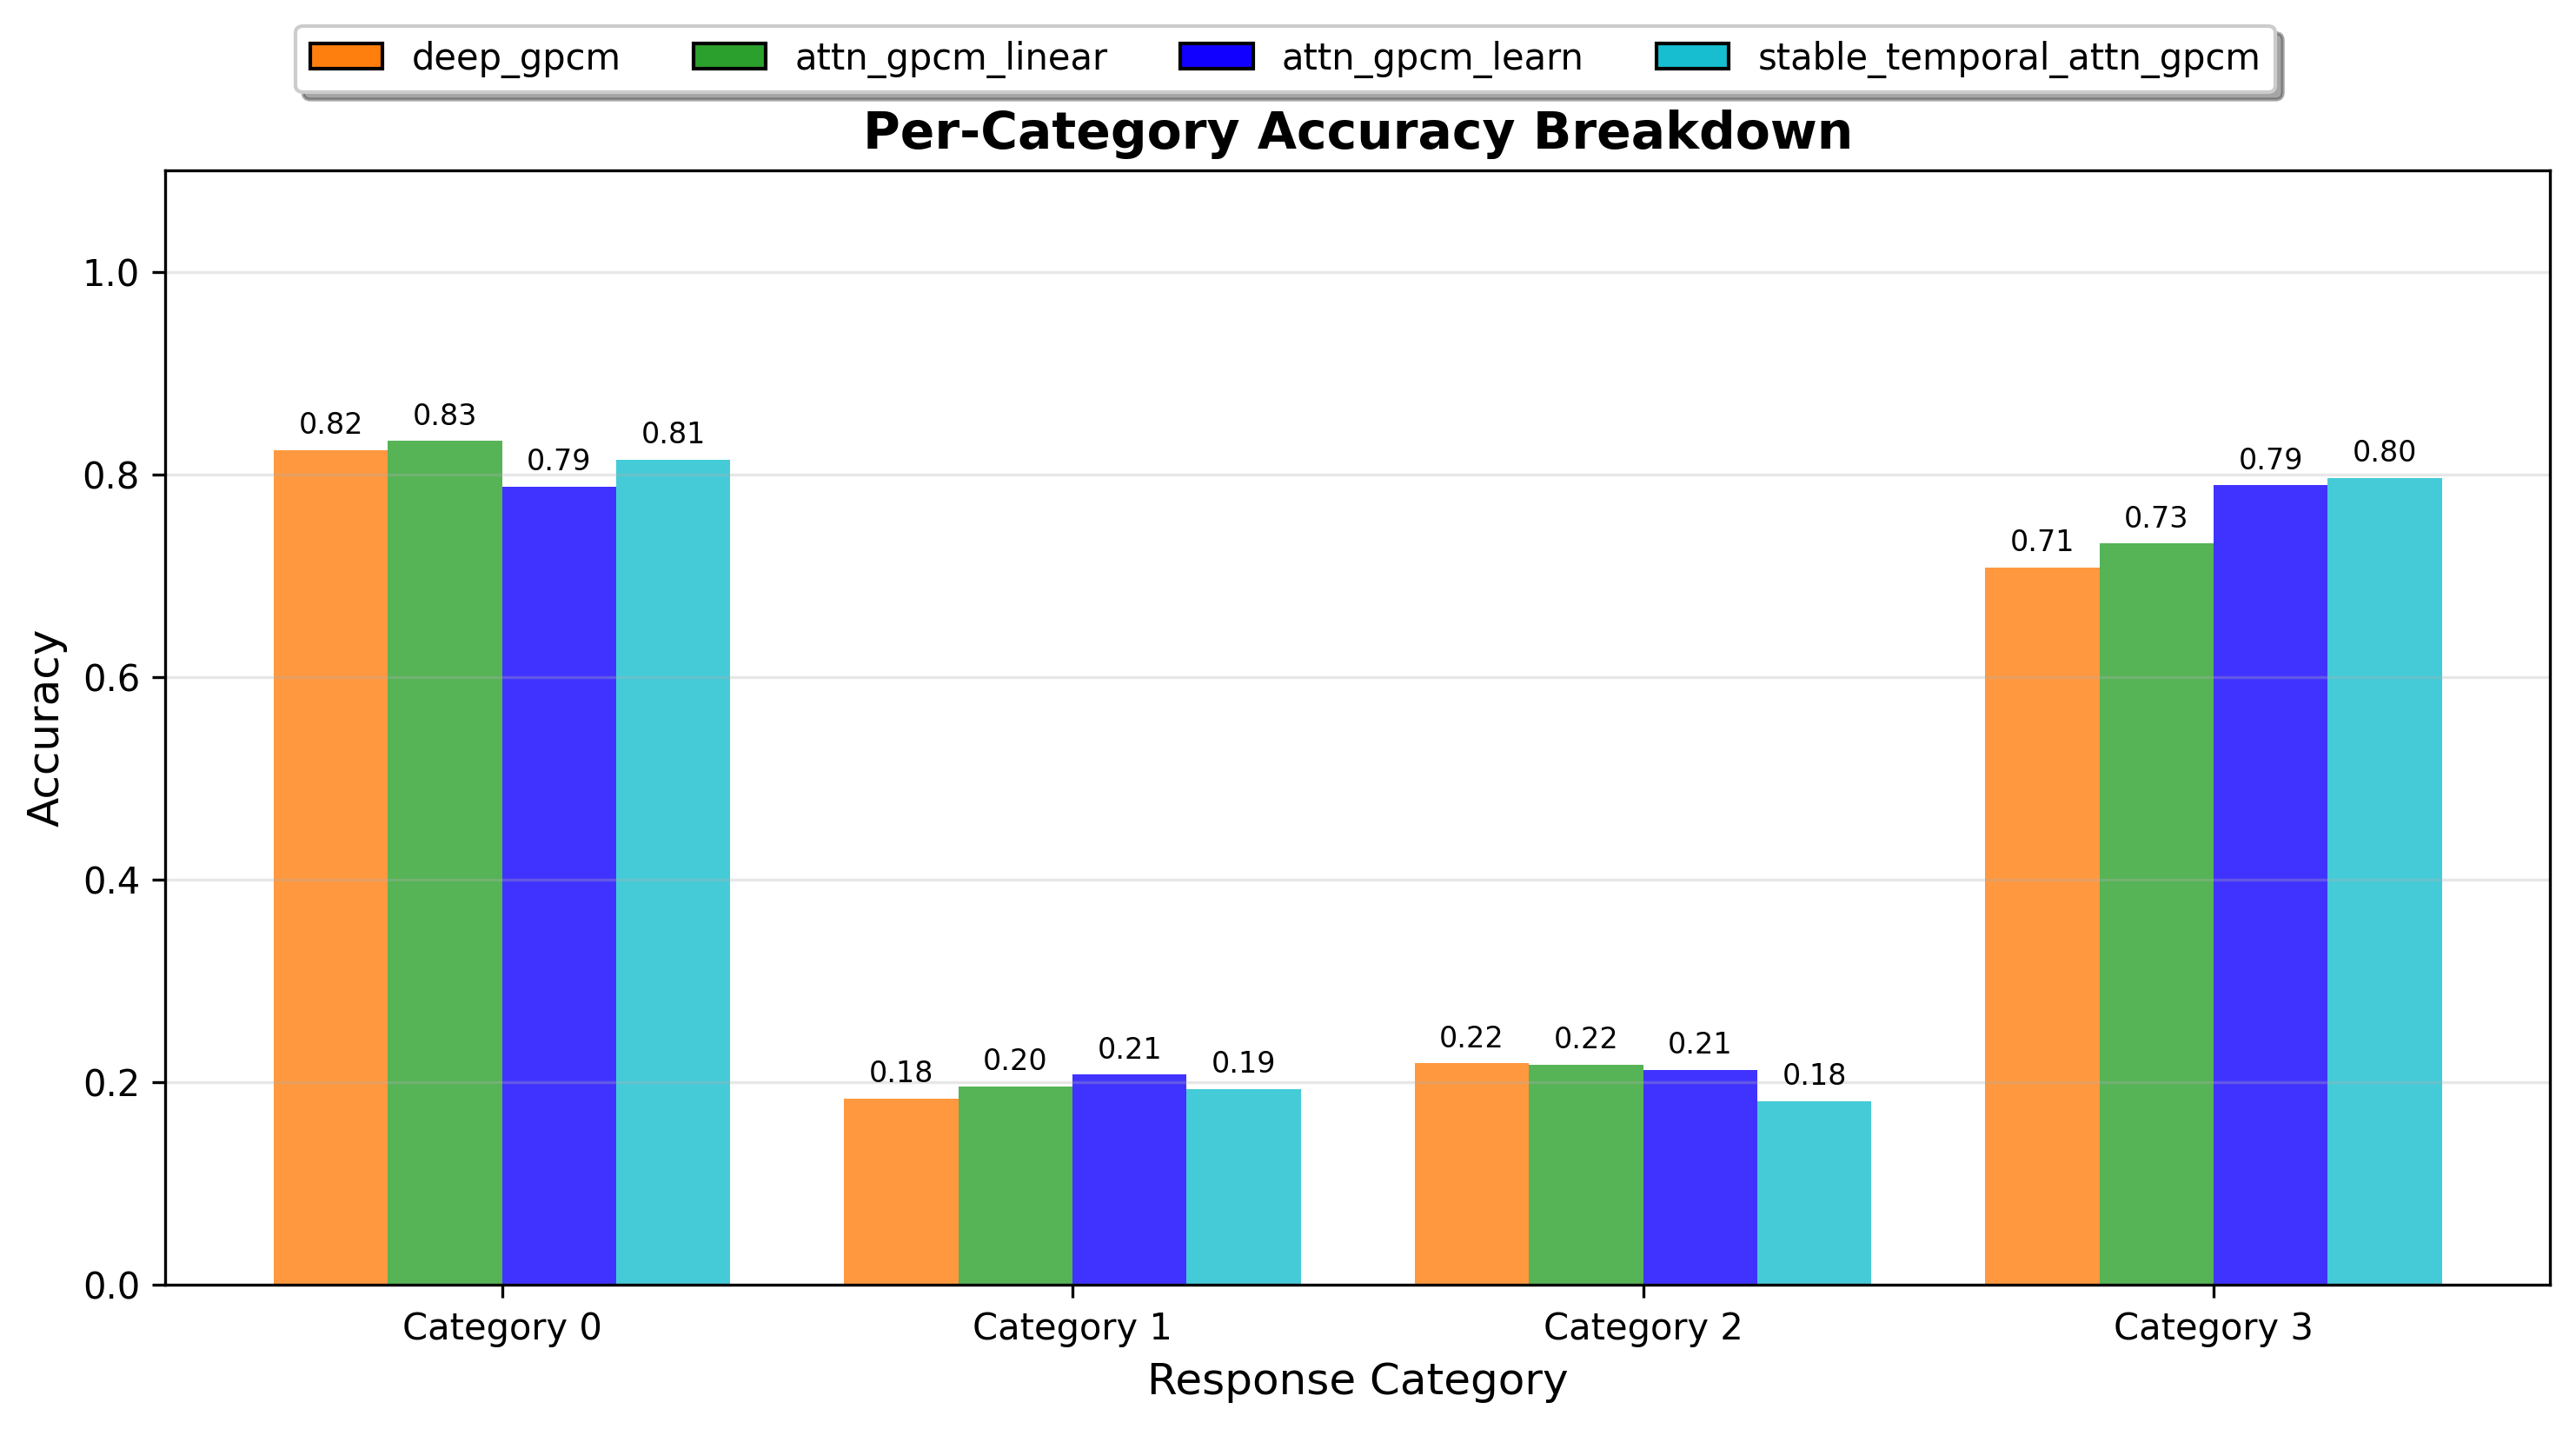 deep_gpcm attn_gpcm_linear attn_gpcm_learn stable_temporal_attn_gpcm
Per-Category Accuracy Breakdown
1.0
0.8
0.6
0.4
0.2
0.0
Accuracy
0.82 0.83 0.79 0.81
0.18 0.20 0.21 0.19
0.22 0.22 0.21 0.18
0.71 0.73 0.79 0.80
Category 0 Category 1 Category 2 Category 3
Response Category